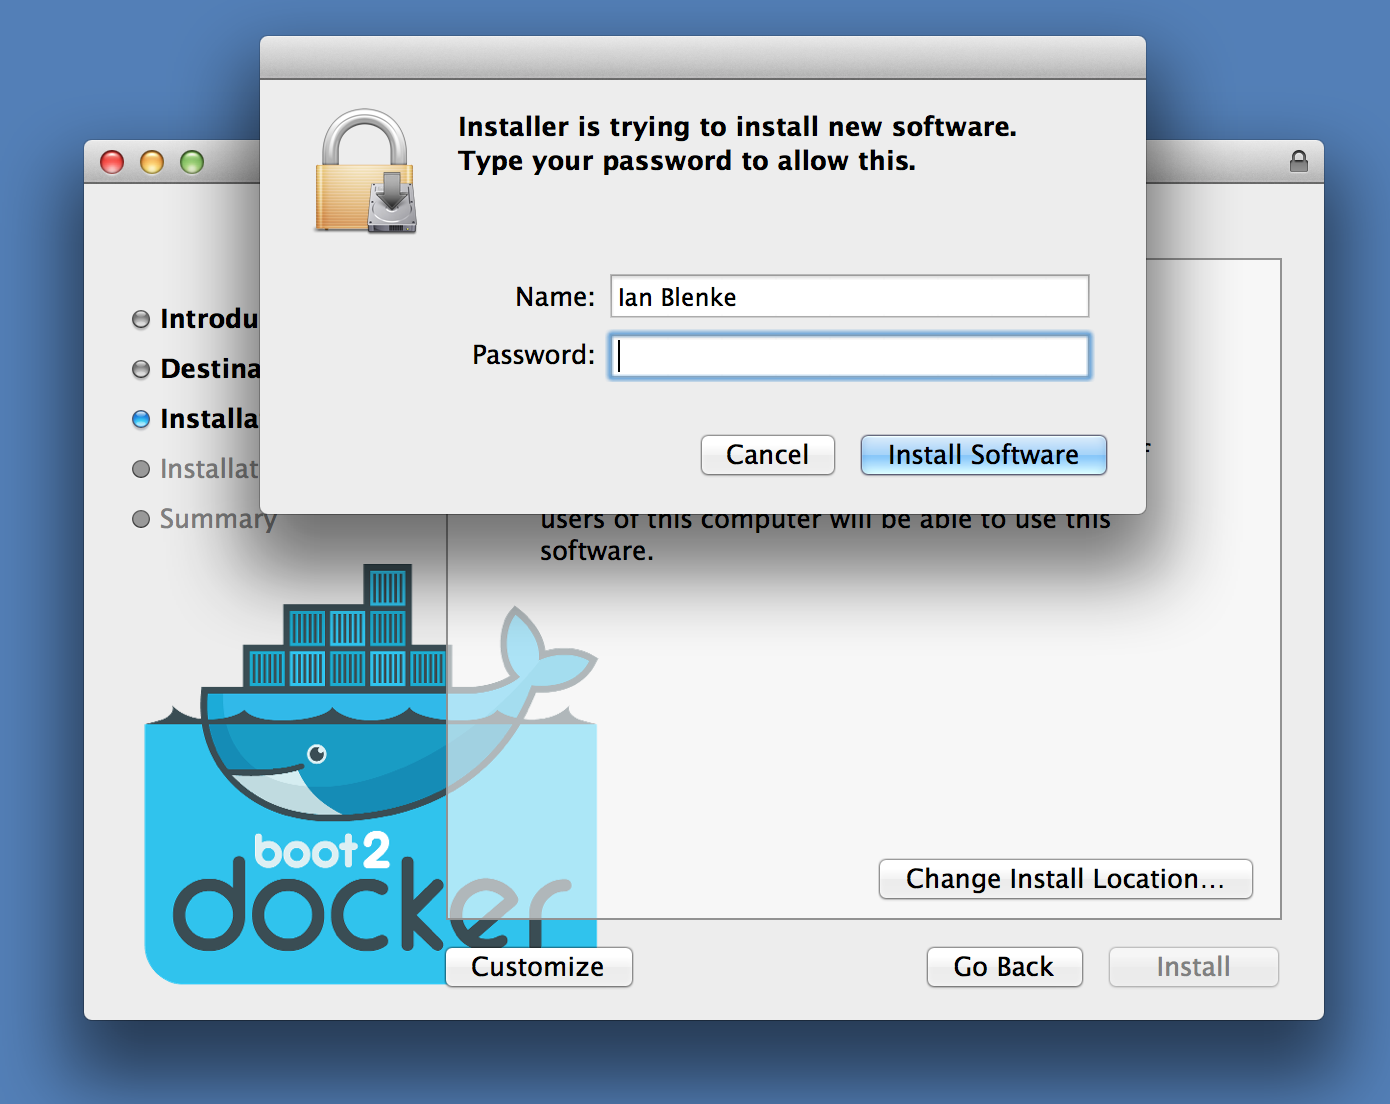 Installer is trying to install new software.
Type your password to allow this.
Name: Ian Blenke
Password:
Cancel
Install Software
Introdu
Destina
Installa
Installat
Summary
users of this computer will be able to use this
software.
boot2
docker
Change Install Location...
Customize
Go Back
Install